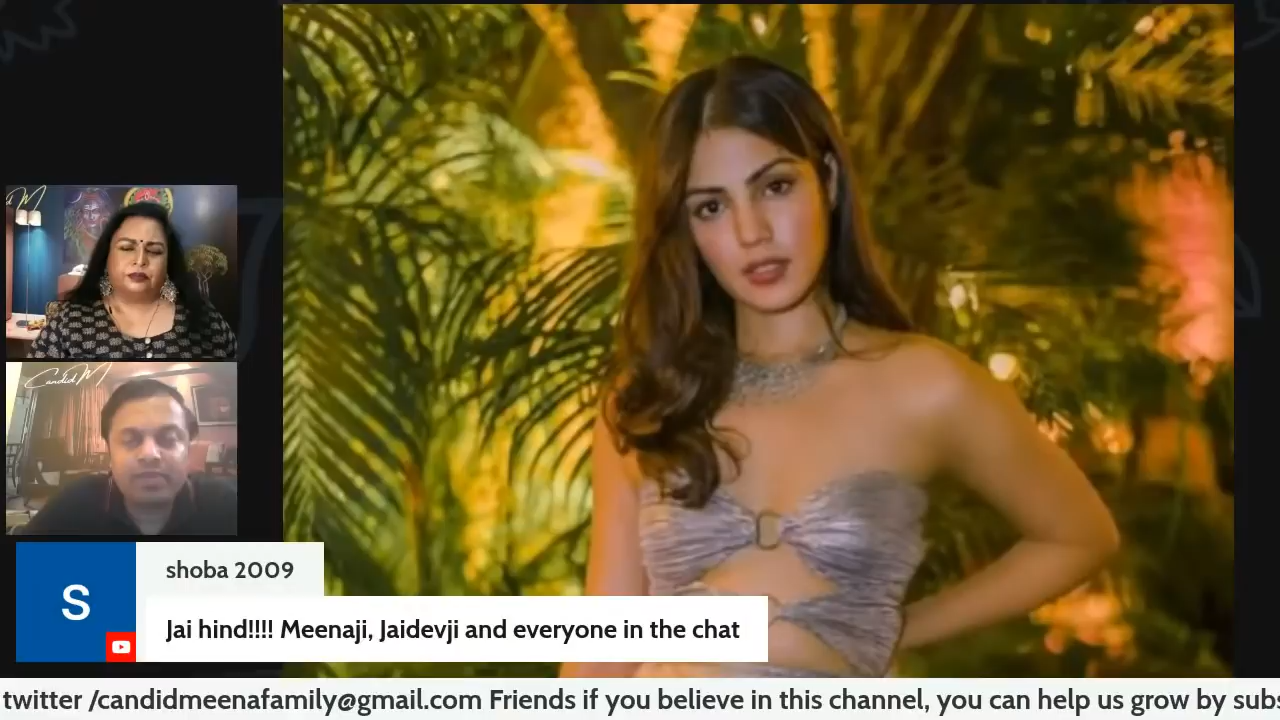 CandidM
S
shoba 2009
Jai hind!!!! Meenaji, Jaidevji and everyone in the chat
twitter /candidmeenafamily@gmail.com Friends if you believe in this channel, you can help us grow by subs